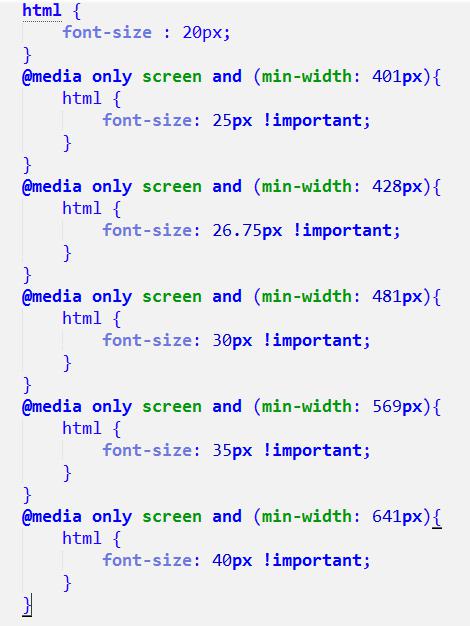 html {
font-size : 20px;
}
@media only screen and (min-width: 401px){
html {
font-size: 25px !important;
}
}
@media only screen and (min-width: 428px){
html {
font-size: 26.75px !important;
}
}
@media only screen and (min-width: 481px){
html {
font-size: 30px !important;
}
}
@media only screen and (min-width: 569px){
html {
font-size: 35px !important;
}
}
@media only screen and (min-width: 641px){
html {
font-size: 40px !important;
}
}